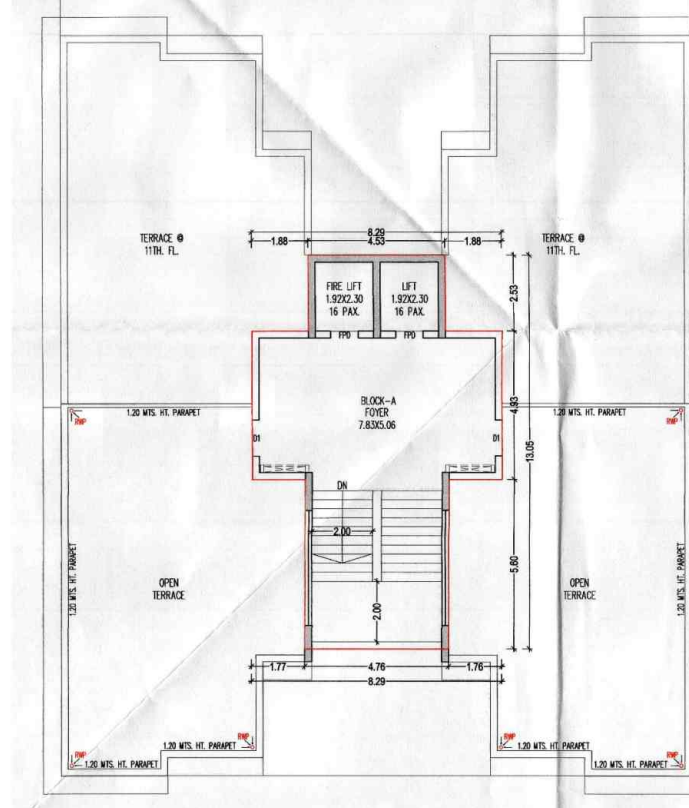 8.29
1.88
4.53
1.88
TERRACE @
11TH. FL.
TERRACE @
11TH. FL.
FIRE LIFT
1.92X2.30
16 PAX.
LIFT
1.92X2.30
16 PAX.
2.53
FPD
FPD
BLOCK-A
FOYER
7.83X5.06
4.93
13.05
1.20 MTS. HT. PARAPET
1.20 MTS. HT. PARAPET
RWP
RWP
D1
D1
DN
2.00
1.20 MTS. HT. PARAPET
OPEN
TERRACE
OPEN
TERRACE
1.20 MTS. HT. PARAPET
5.60
2.00
1.77
4.76
1.76
8.29
RWP
RWP
1.20 MTS. HT. PARAPET
1.20 MTS. HT. PARAPET
RWP
RWP
1.20 MTS. HT. PARAPET
1.20 MTS. HT. PARAPET